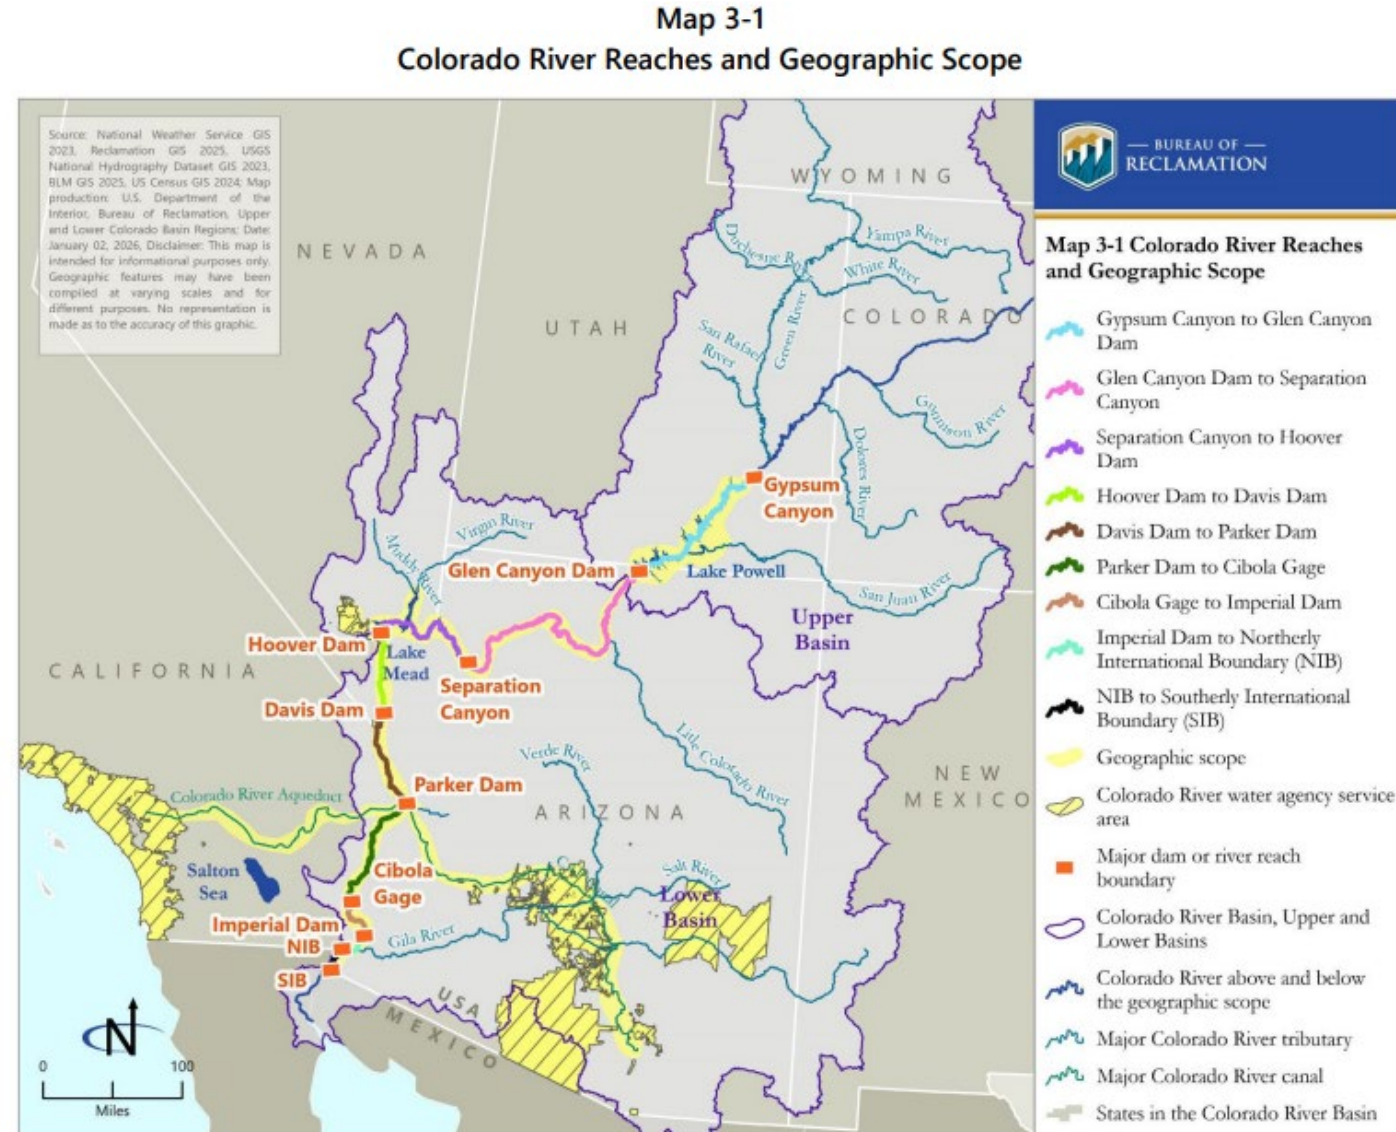 Map 3-1
Colorado River Reaches and Geographic Scope
Source: National Weather Service GIS
2023, Reclamation GIS 2025, USGS
National Hydrography Dataset GIS 2023,
BLM GIS 2025, US Census GIS 2024; Map
production: U.S. Department of the
Interior, Bureau of Reclamation, Upper
and Lower Colorado Basin Regions; Date:
January 02, 2026, Disclaimer: This map is
intended for informational purposes only.
Geographic features may have been
compiled at varying scales and for
different purposes. No representation is
made as to the accuracy of this graphic.
NEVADA
UTAH
WYOMING
COLORADO
Duchesne River
Yampa River
White River
Green River
San Rafael
River
Gunnison River
Dolores River
Gypsum
Canyon
Virgin River
Muddy River
Glen Canyon Dam
Lake Powell
San Juan River
Upper
Basin
Hoover Dam
Lake
Mead
CALIFORNIA
Separation
Canyon
Davis Dam
Little Colorado River
Verde River
NEW
MEXICO
Parker Dam
Colorado River Aqueduct
ARIZONA
Salton
Sea
Cibola
Gage
Salt River
Lower
Basin
Imperial Dam
NIB
Gila River
SIB
USA
MEXICO
N
0 100
Miles
BUREAU OF
RECLAMATION
Map 3-1 Colorado River Reaches
and Geographic Scope
Gypsum Canyon to Glen Canyon
Dam
Glen Canyon Dam to Separation
Canyon
Separation Canyon to Hoover
Dam
Hoover Dam to Davis Dam
Davis Dam to Parker Dam
Parker Dam to Cibola Gage
Cibola Gage to Imperial Dam
Imperial Dam to Northerly
International Boundary (NIB)
NIB to Southerly International
Boundary (SIB)
Geographic scope
Colorado River water agency service
area
Major dam or river reach
boundary
Colorado River Basin, Upper and
Lower Basins
Colorado River above and below
the geographic scope
Major Colorado River tributary
Major Colorado River canal
States in the Colorado River Basin